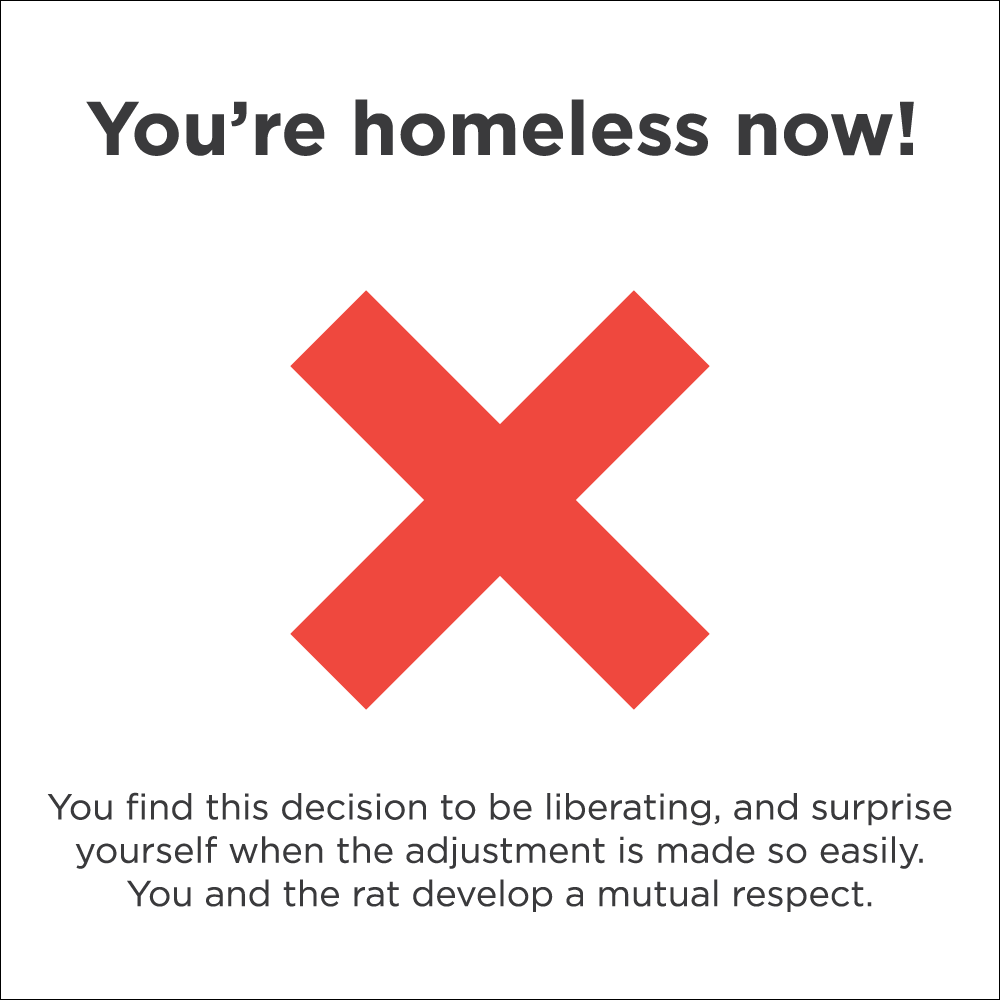 You’re homeless now!
You find this decision to be liberating, and surprise
yourself when the adjustment is made so easily.
You and the rat develop a mutual respect.